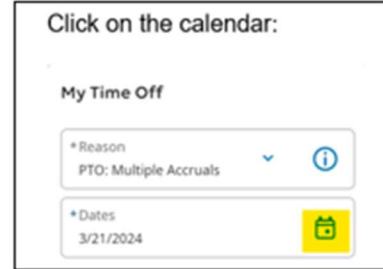 Click on the calendar:
My Time Off
*Reason
PTO: Multiple Accruals
*Dates
3/21/2024